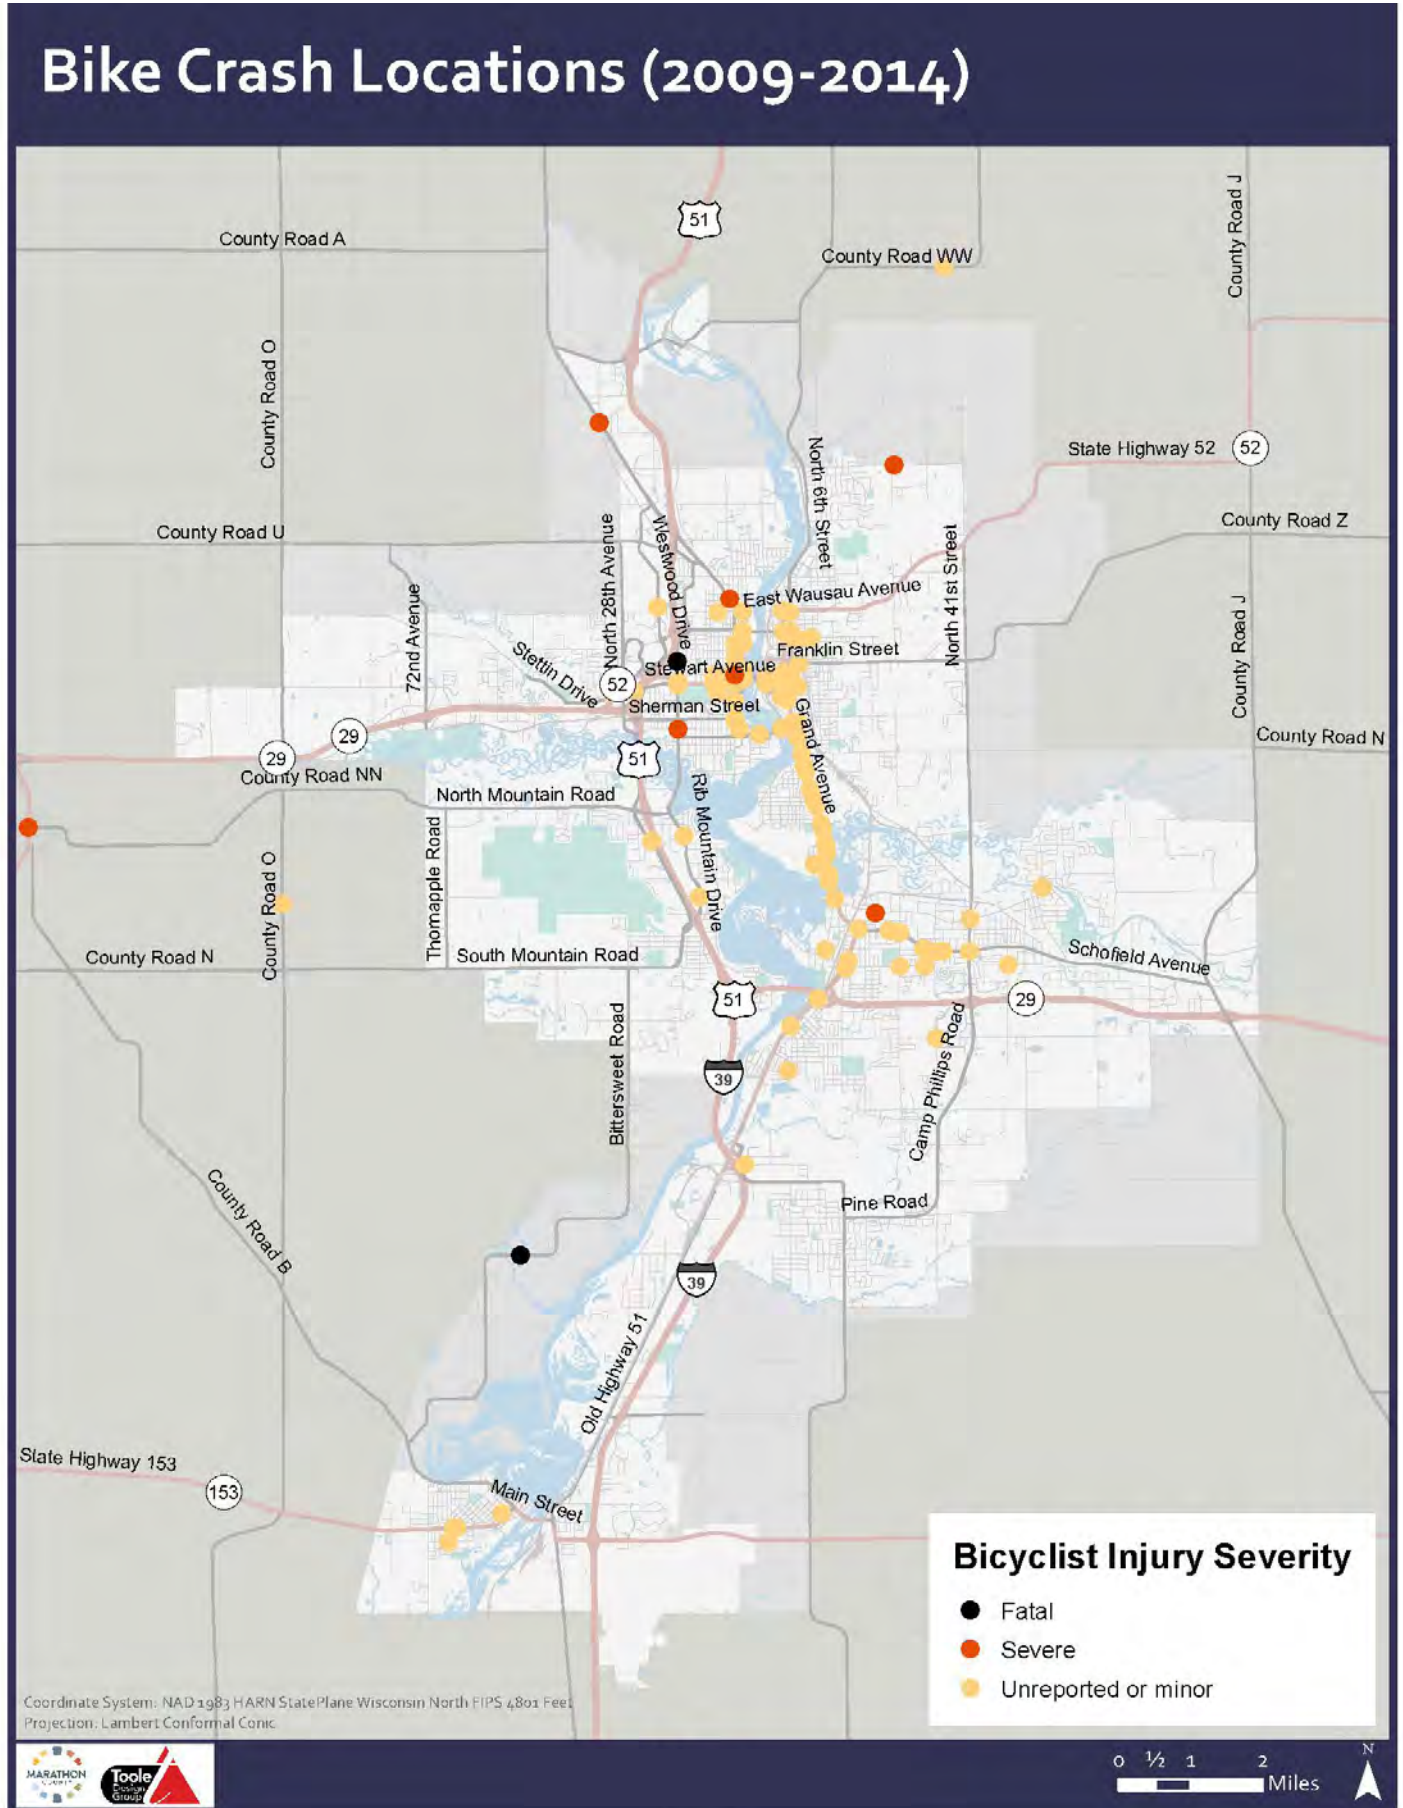 Bike Crash Locations (2009-2014)
51
County Road A
County Road WW
County Road J
County Road O
North 6th Street
State Highway 52
52
County Road U
County Road Z
North 28th Avenue
Westwood Drive
North 41st Street
72nd Avenue
East Wausau Avenue
Stettin Drive
Franklin Street
Stewart Avenue
County Road J
52
Sherman Street
Grand Avenue
29
29
51
County Road N
County Road NN
North Mountain Road
Rib Mountain Drive
Thornapple Road
County Road O
County Road N
South Mountain Road
Schofield Avenue
51
29
Bittersweet Road
Camp Phillips Road
39
County Road B
Pine Road
39
Old Highway 51
State Highway 153
153
Main Street
Bicyclist Injury Severity
Fatal
Severe
Unreported or minor
Coordinate System: NAD 1983 HARN StatePlane Wisconsin North FIPS 4801 Feet
Projection: Lambert Conformal Conic
MARATHON
COUNTY
Toole
Design
Group
0 ½ 1 2
Miles
N